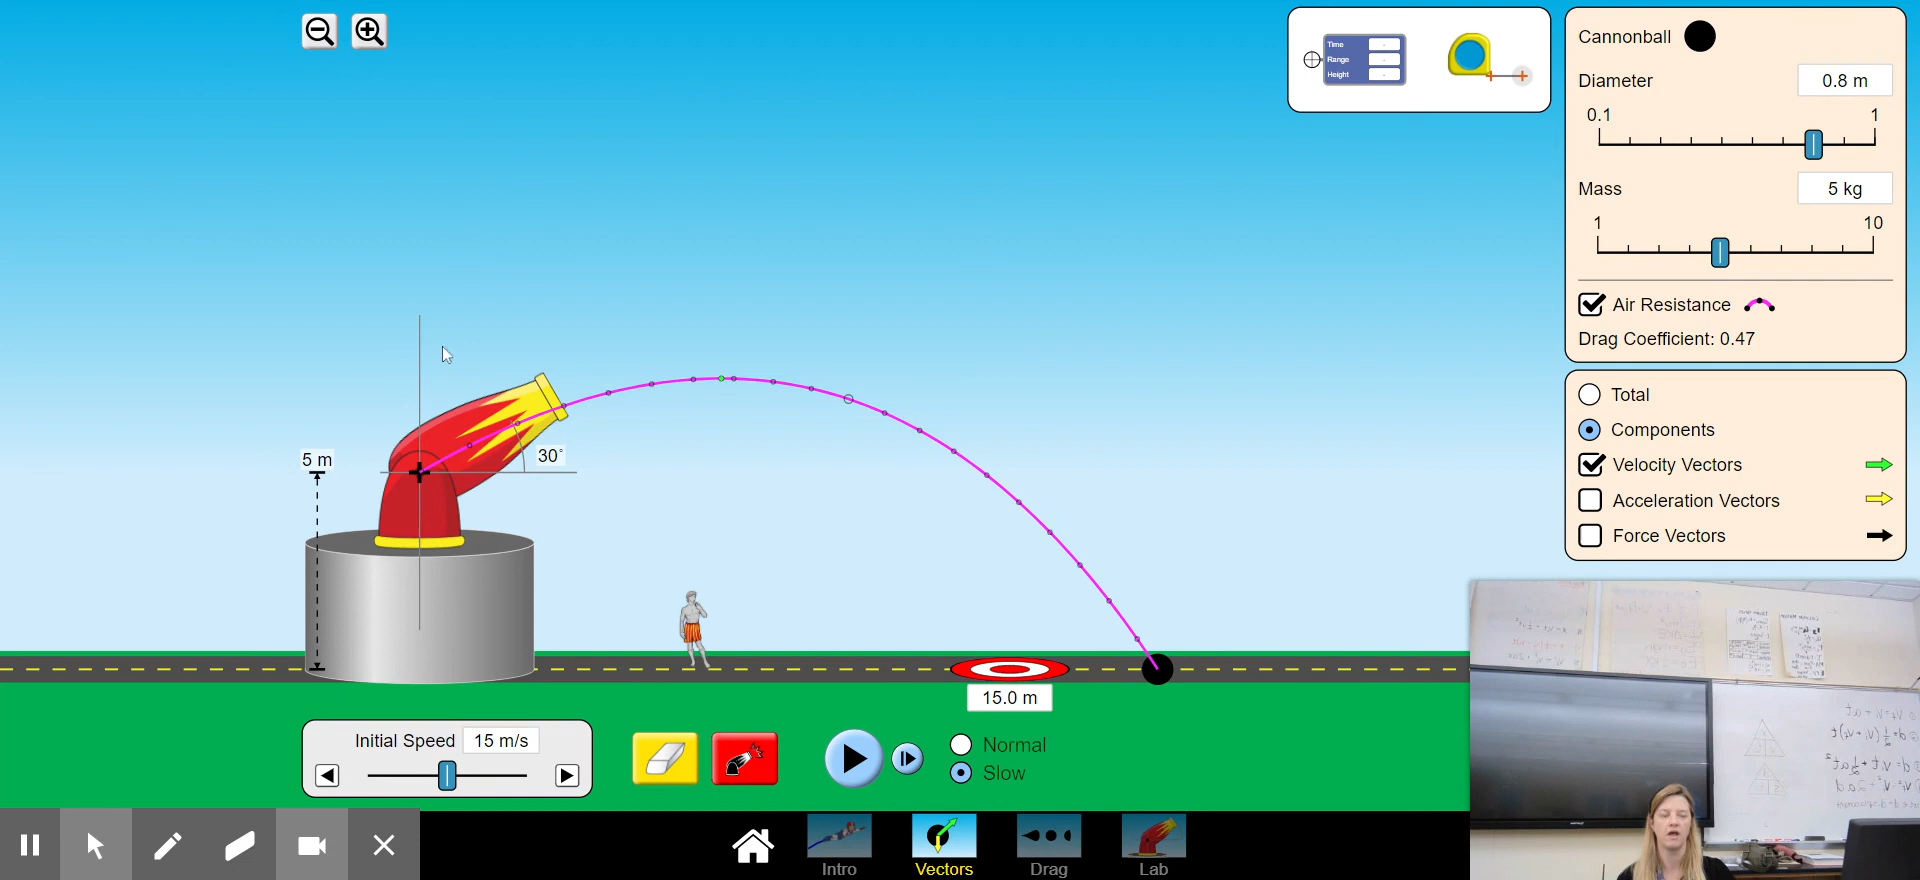 Time
Range
Height
Cannonball
Diameter
0.8 m
0.1
1
Mass
5 kg
1
10
Air Resistance
Drag Coefficient: 0.47
Total
Components
Velocity Vectors
Acceleration Vectors
Force Vectors
5 m
30°
15.0 m
Initial Speed
15 m/s
Normal
Slow
Intro
Vectors
Drag
Lab